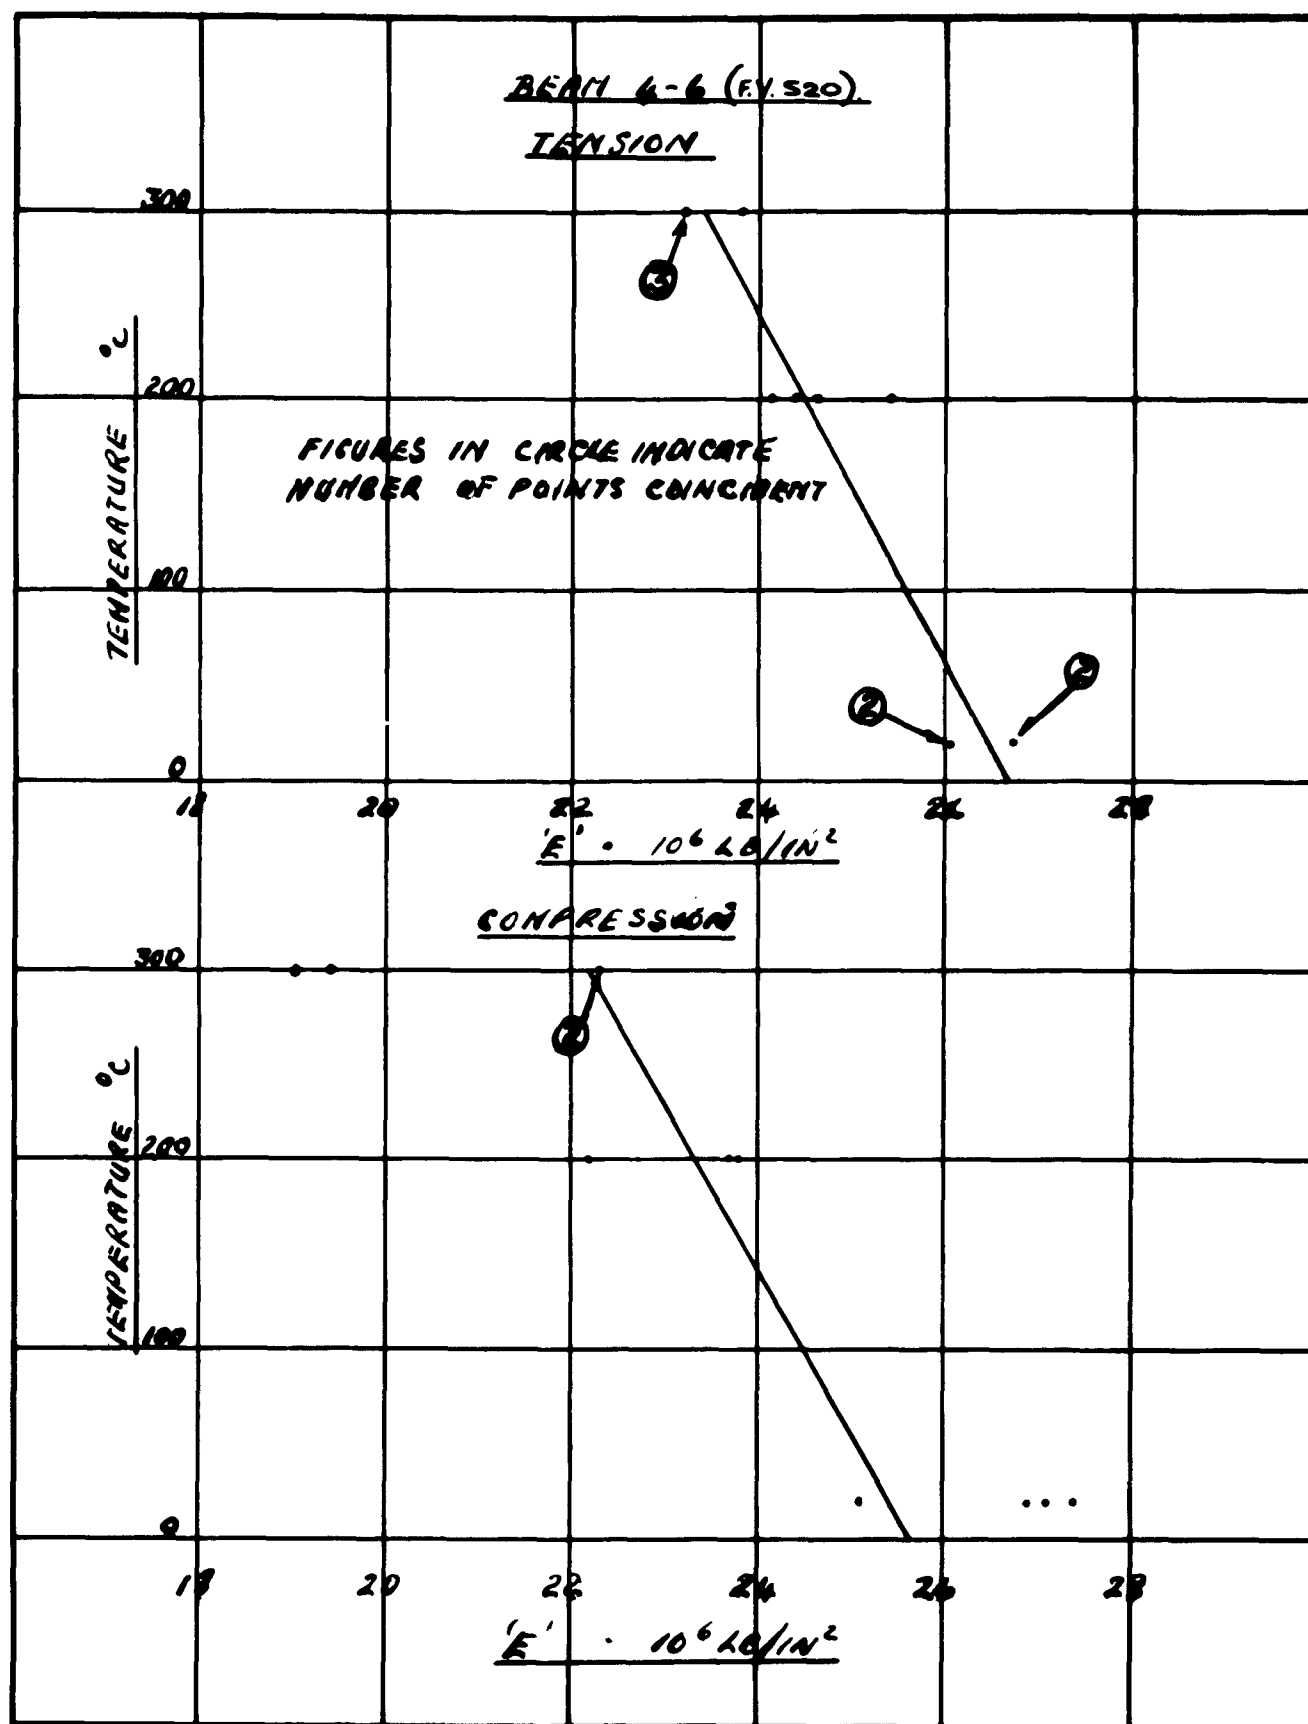 BEAM 4-6 (F.V. 520).
TENSION
300
3
200
FIGURES IN CIRCLE INDICATE
NUMBER OF POINTS COINCIDENT
100
2
2
0
18 20 22 24 26 28
TEMPERATURE °C
'E' · 10⁶ LB/IN²
COMPRESSION
300
2
200
100
0
18 20 22 24 26 28
TEMPERATURE °C
'E' · 10⁶ LB/IN²